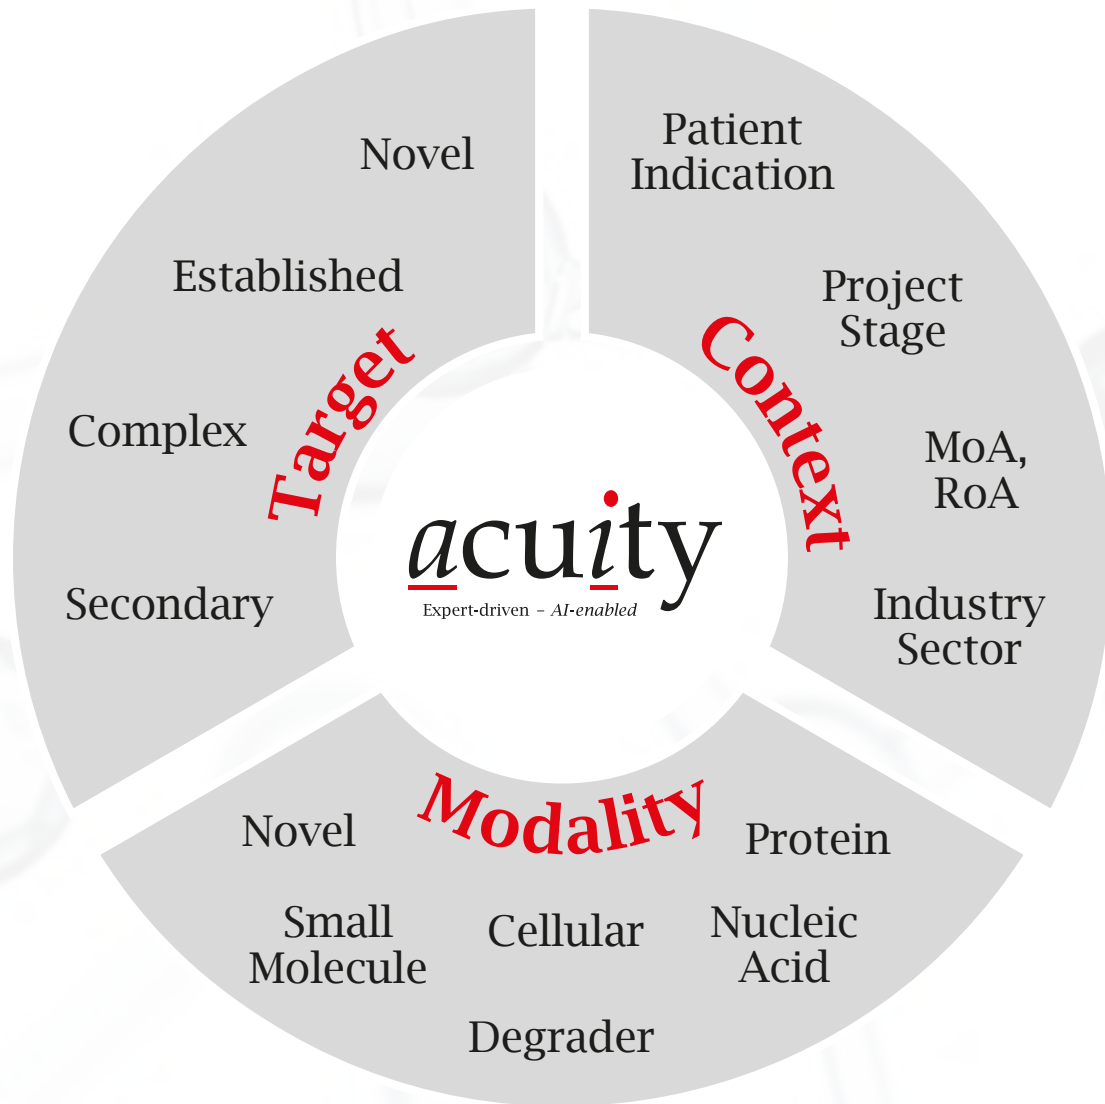 Target
Novel
Established
Complex
Secondary
Context
Patient
Indication
Project
Stage
MoA,
RoA
Industry
Sector
acuity
Expert-driven – AI-enabled
Modality
Novel
Protein
Small
Molecule
Cellular
Nucleic
Acid
Degrader